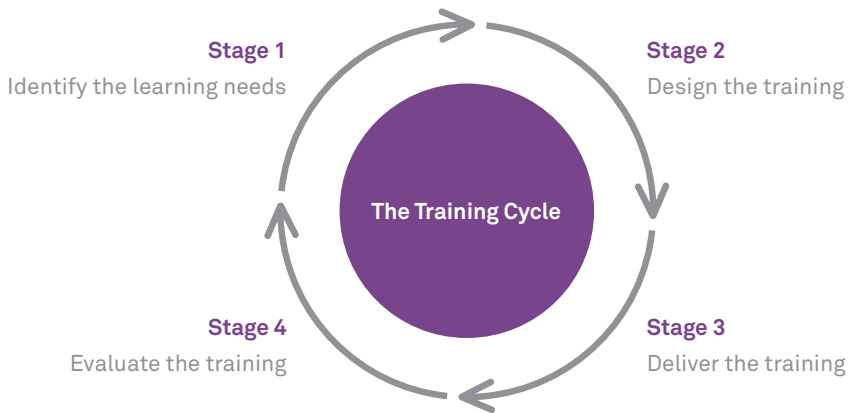 Stage 1
Identify the learning needs
Stage 2
Design the training
The Training Cycle
Stage 4
Evaluate the training
Stage 3
Deliver the training